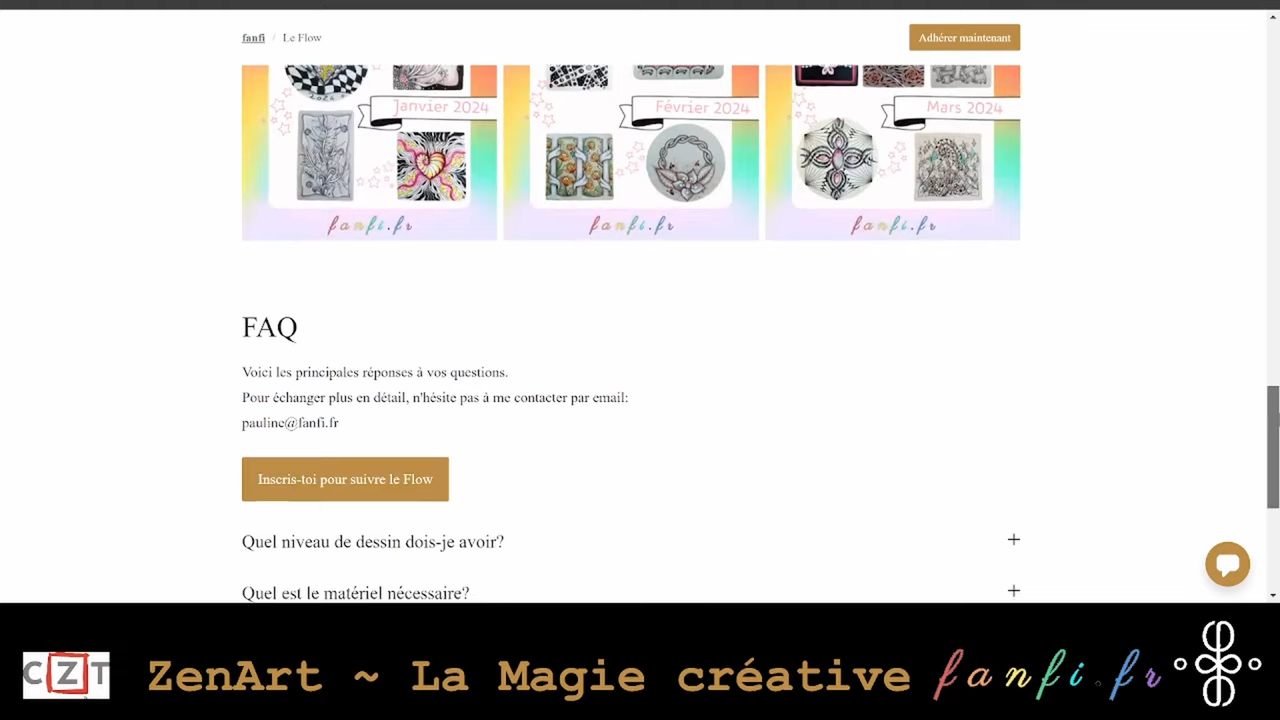 fanfi / Le Flow
Adhérer maintenant
2024
Janvier 2024
Février 2024
Mars 2024
fanfi.fr
fanfi.fr
fanfi.fr
FAQ
Voici les principales réponses à vos questions.
Pour échanger plus en détail, n'hésite pas à me contacter par email:
pauline@fanfi.fr
Inscris-toi pour suivre le Flow
Quel niveau de dessin dois-je avoir?
Quel est le matériel nécessaire?
CZT
ZenArt ~ La Magie créative
fanfi.fr